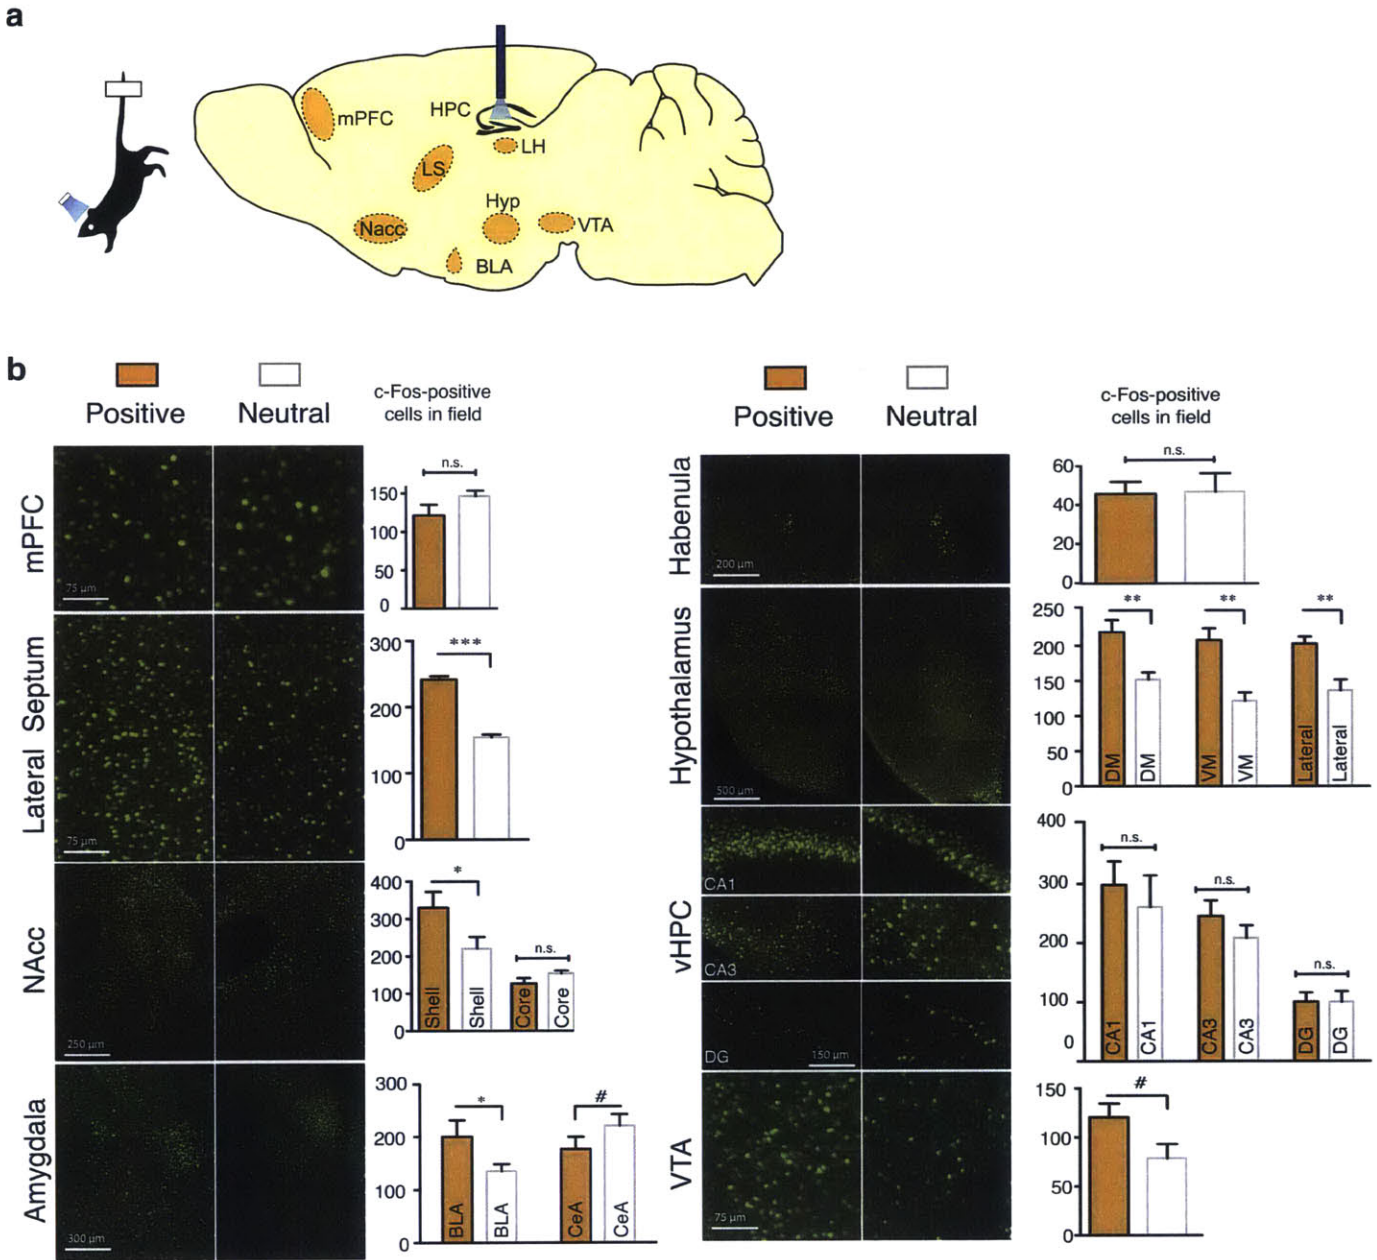 a
mPFC
HPC
LH
LS
Hyp
Nacc
VTA
BLA
b
Positive
Neutral
c-Fos-positive
cells in field
mPFC
75 µm
n.s.
150
100
50
0
Lateral Septum
75 µm
***
300
200
100
0
NAcc
250 µm
*
n.s.
400
300
200
100
0
Shell
Shell
Core
Core
Amygdala
300 µm
*
#
300
200
100
0
BLA
BLA
CeA
CeA
Positive
Neutral
c-Fos-positive
cells in field
Habenula
200 µm
n.s.
60
40
20
0
Hypothalamus
500 µm
**
**
**
250
200
150
100
50
0
DM
DM
VM
VM
Lateral
Lateral
vHPC
CA1
CA3
DG
150 µm
n.s.
n.s.
n.s.
400
300
200
100
0
CA1
CA1
CA3
CA3
DG
DG
VTA
75 µm
#
150
100
50
0